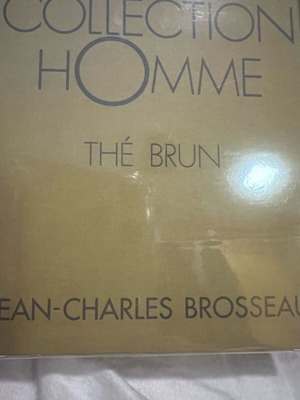 COLLECTION
HOMME
THÉ BRUN
EAN-CHARLES BROSSEAU